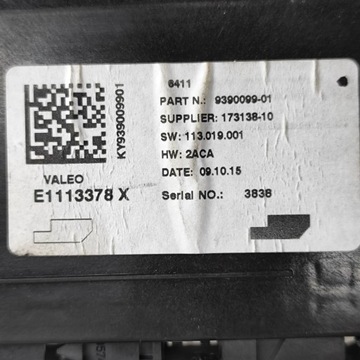 6411
PART N.: 9390099-01
SUPPLIER: 173138-10
SW: 113.019.001
HW: 2ACA
DATE: 09.10.15
Serial NO.: 3838
KY939009901
VALEO
E1113378 X